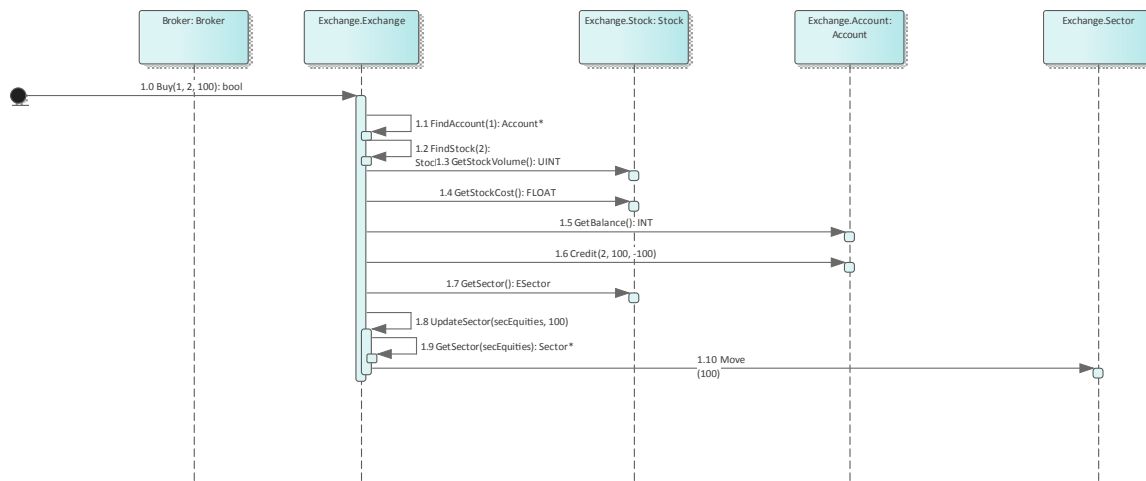 Broker: Broker
Exchange.Exchange
Exchange.Stock: Stock
Exchange.Account:
Account
Exchange.Sector
1.0 Buy(1, 2, 100): bool
1.1 FindAccount(1): Account*
1.2 FindStock(2):
Stoc
1.3 GetStockVolume(): UINT
1.4 GetStockCost(): FLOAT
1.5 GetBalance(): INT
1.6 Credit(2, 100, -100)
1.7 GetSector(): ESector
1.8 UpdateSector(secEquities, 100)
1.9 GetSector(secEquities): Sector*
1.10 Move
(100)